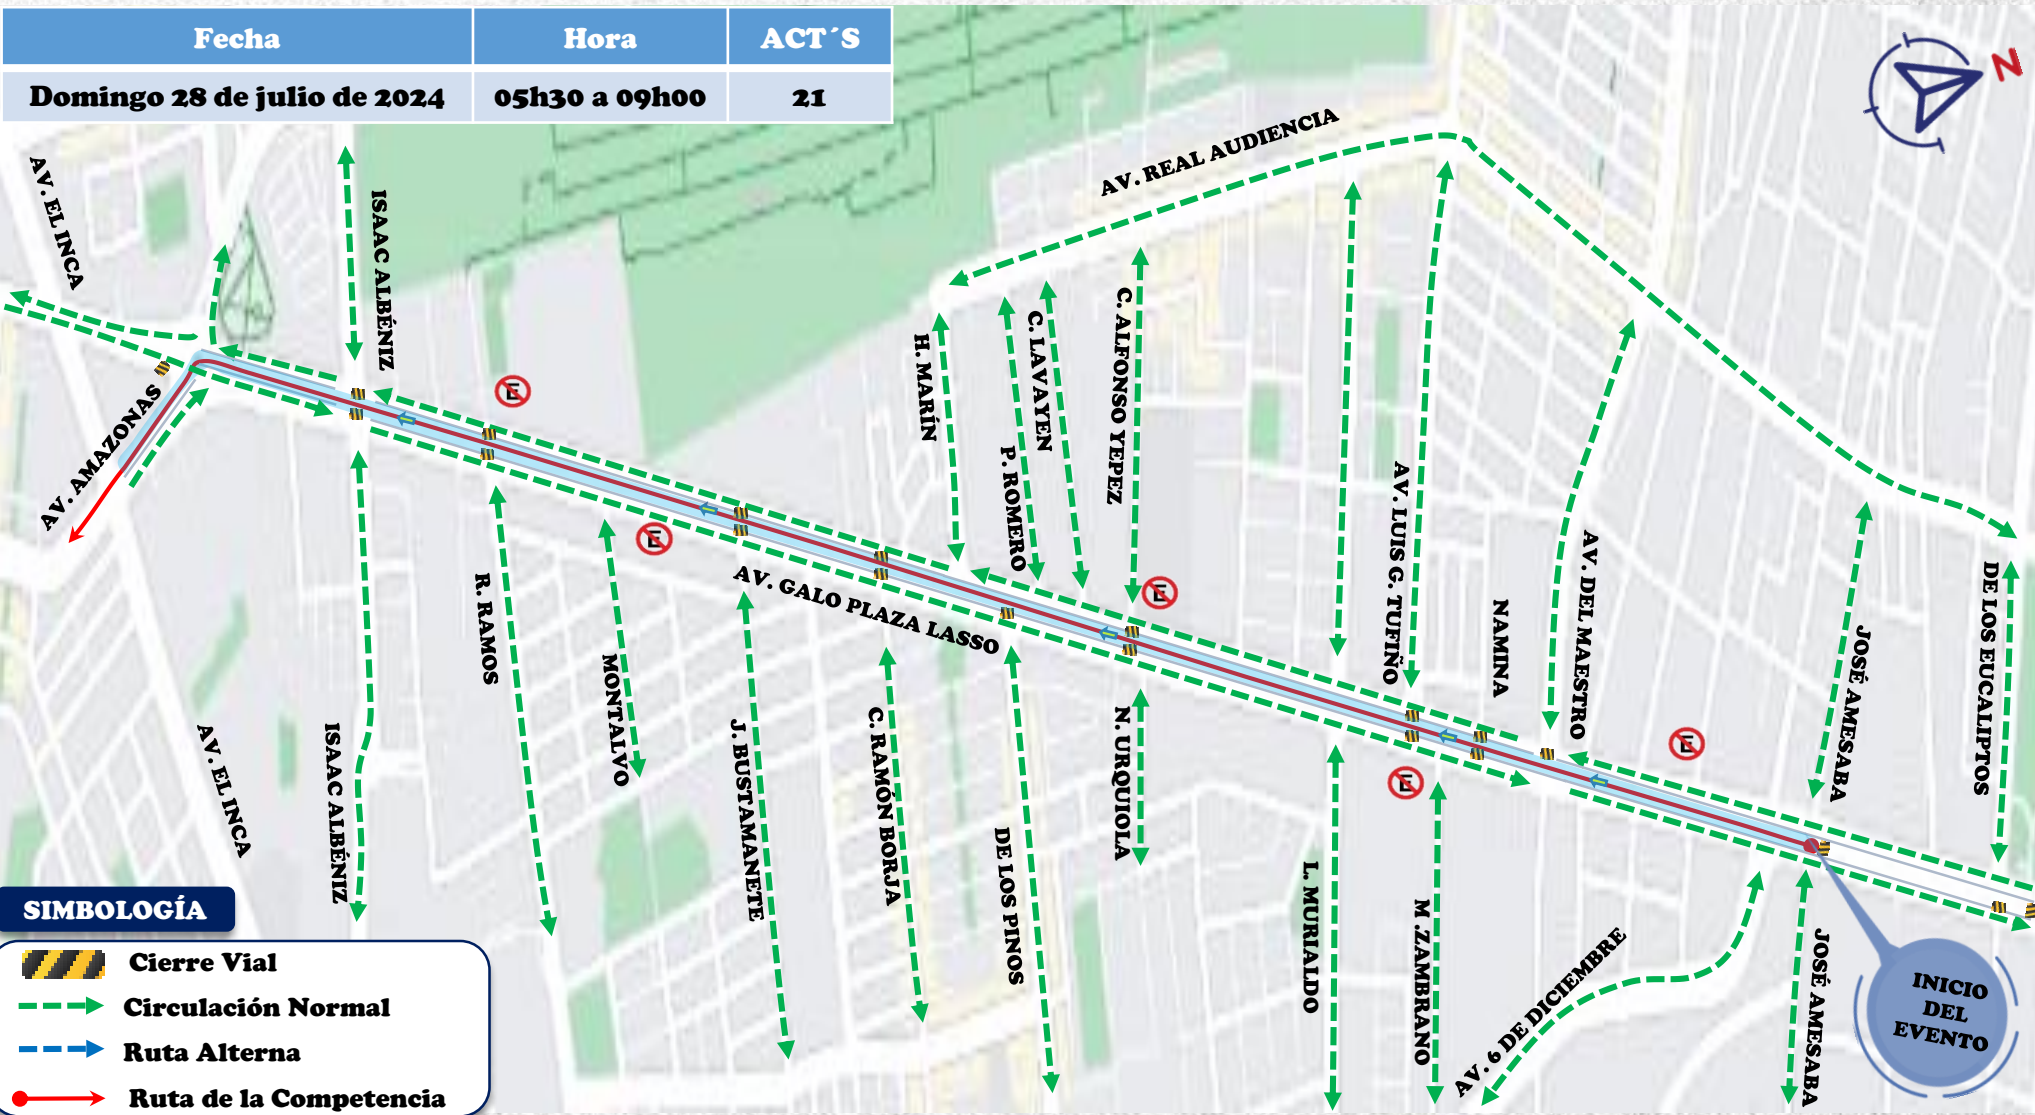 Fecha Hora ACT´S
Domingo 28 de julio de 2024 05h30 a 09h00 21
N
AV. EL INCA
ISAAC ALBÉNIZ
AV. REAL AUDIENCIA
H. MARÍN
P. ROMERO
C. LAVAYEN
C. ALFONSO YEPEZ
AV. LUIS G. TUFIÑO
NAMINA
AV. DEL MAESTRO
JOSÉ AMESABA
DE LOS EUCALIPTOS
AV. AMAZONAS
AV. GALO PLAZA LASSO
E
E
E
E
E
AV. EL INCA
ISAAC ALBÉNIZ
R. RAMOS
MONTALVO
J. BUSTAMANETE
C. RAMÓN BORJA
DE LOS PINOS
N. URQUIOLA
L. MURIALDO
M .ZAMBRANO
AV. 6 DE DICIEMBRE
JOSÉ AMESABA
INICIO
DEL
EVENTO
SIMBOLOGÍA
Cierre Vial
Circulación Normal
Ruta Alterna
Ruta de la Competencia